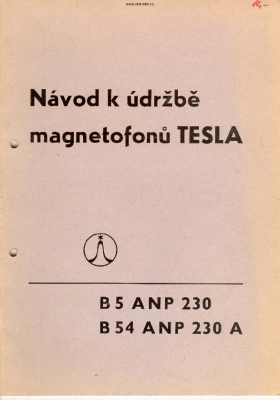 Návod k údržbě
magnetofonů TESLA
B 5 ANP 230
B 54 ANP 230 A